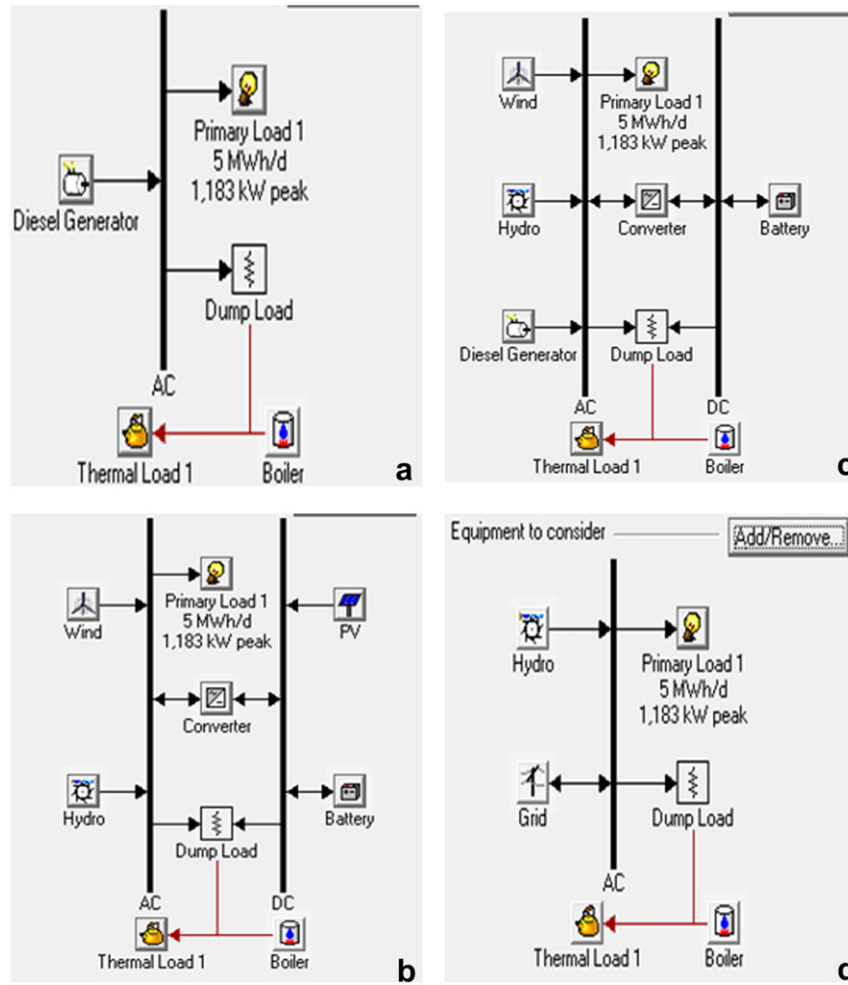 Primary Load 1
5 MWh/d
1,183 kW peak
Diesel Generator
Dump Load
AC
Thermal Load 1
Boiler
a
Wind
Primary Load 1
5 MWh/d
1,183 kW peak
Hydro
Converter
Battery
Diesel Generator
Dump Load
AC
DC
Thermal Load 1
Boiler
c
Wind
Primary Load 1
5 MWh/d
1,183 kW peak
PV
Converter
Hydro
Battery
Dump Load
AC
DC
Thermal Load 1
Boiler
b
Equipment to consider
Add/Remove...
Hydro
Primary Load 1
5 MWh/d
1,183 kW peak
Grid
Dump Load
AC
Thermal Load 1
Boiler
d